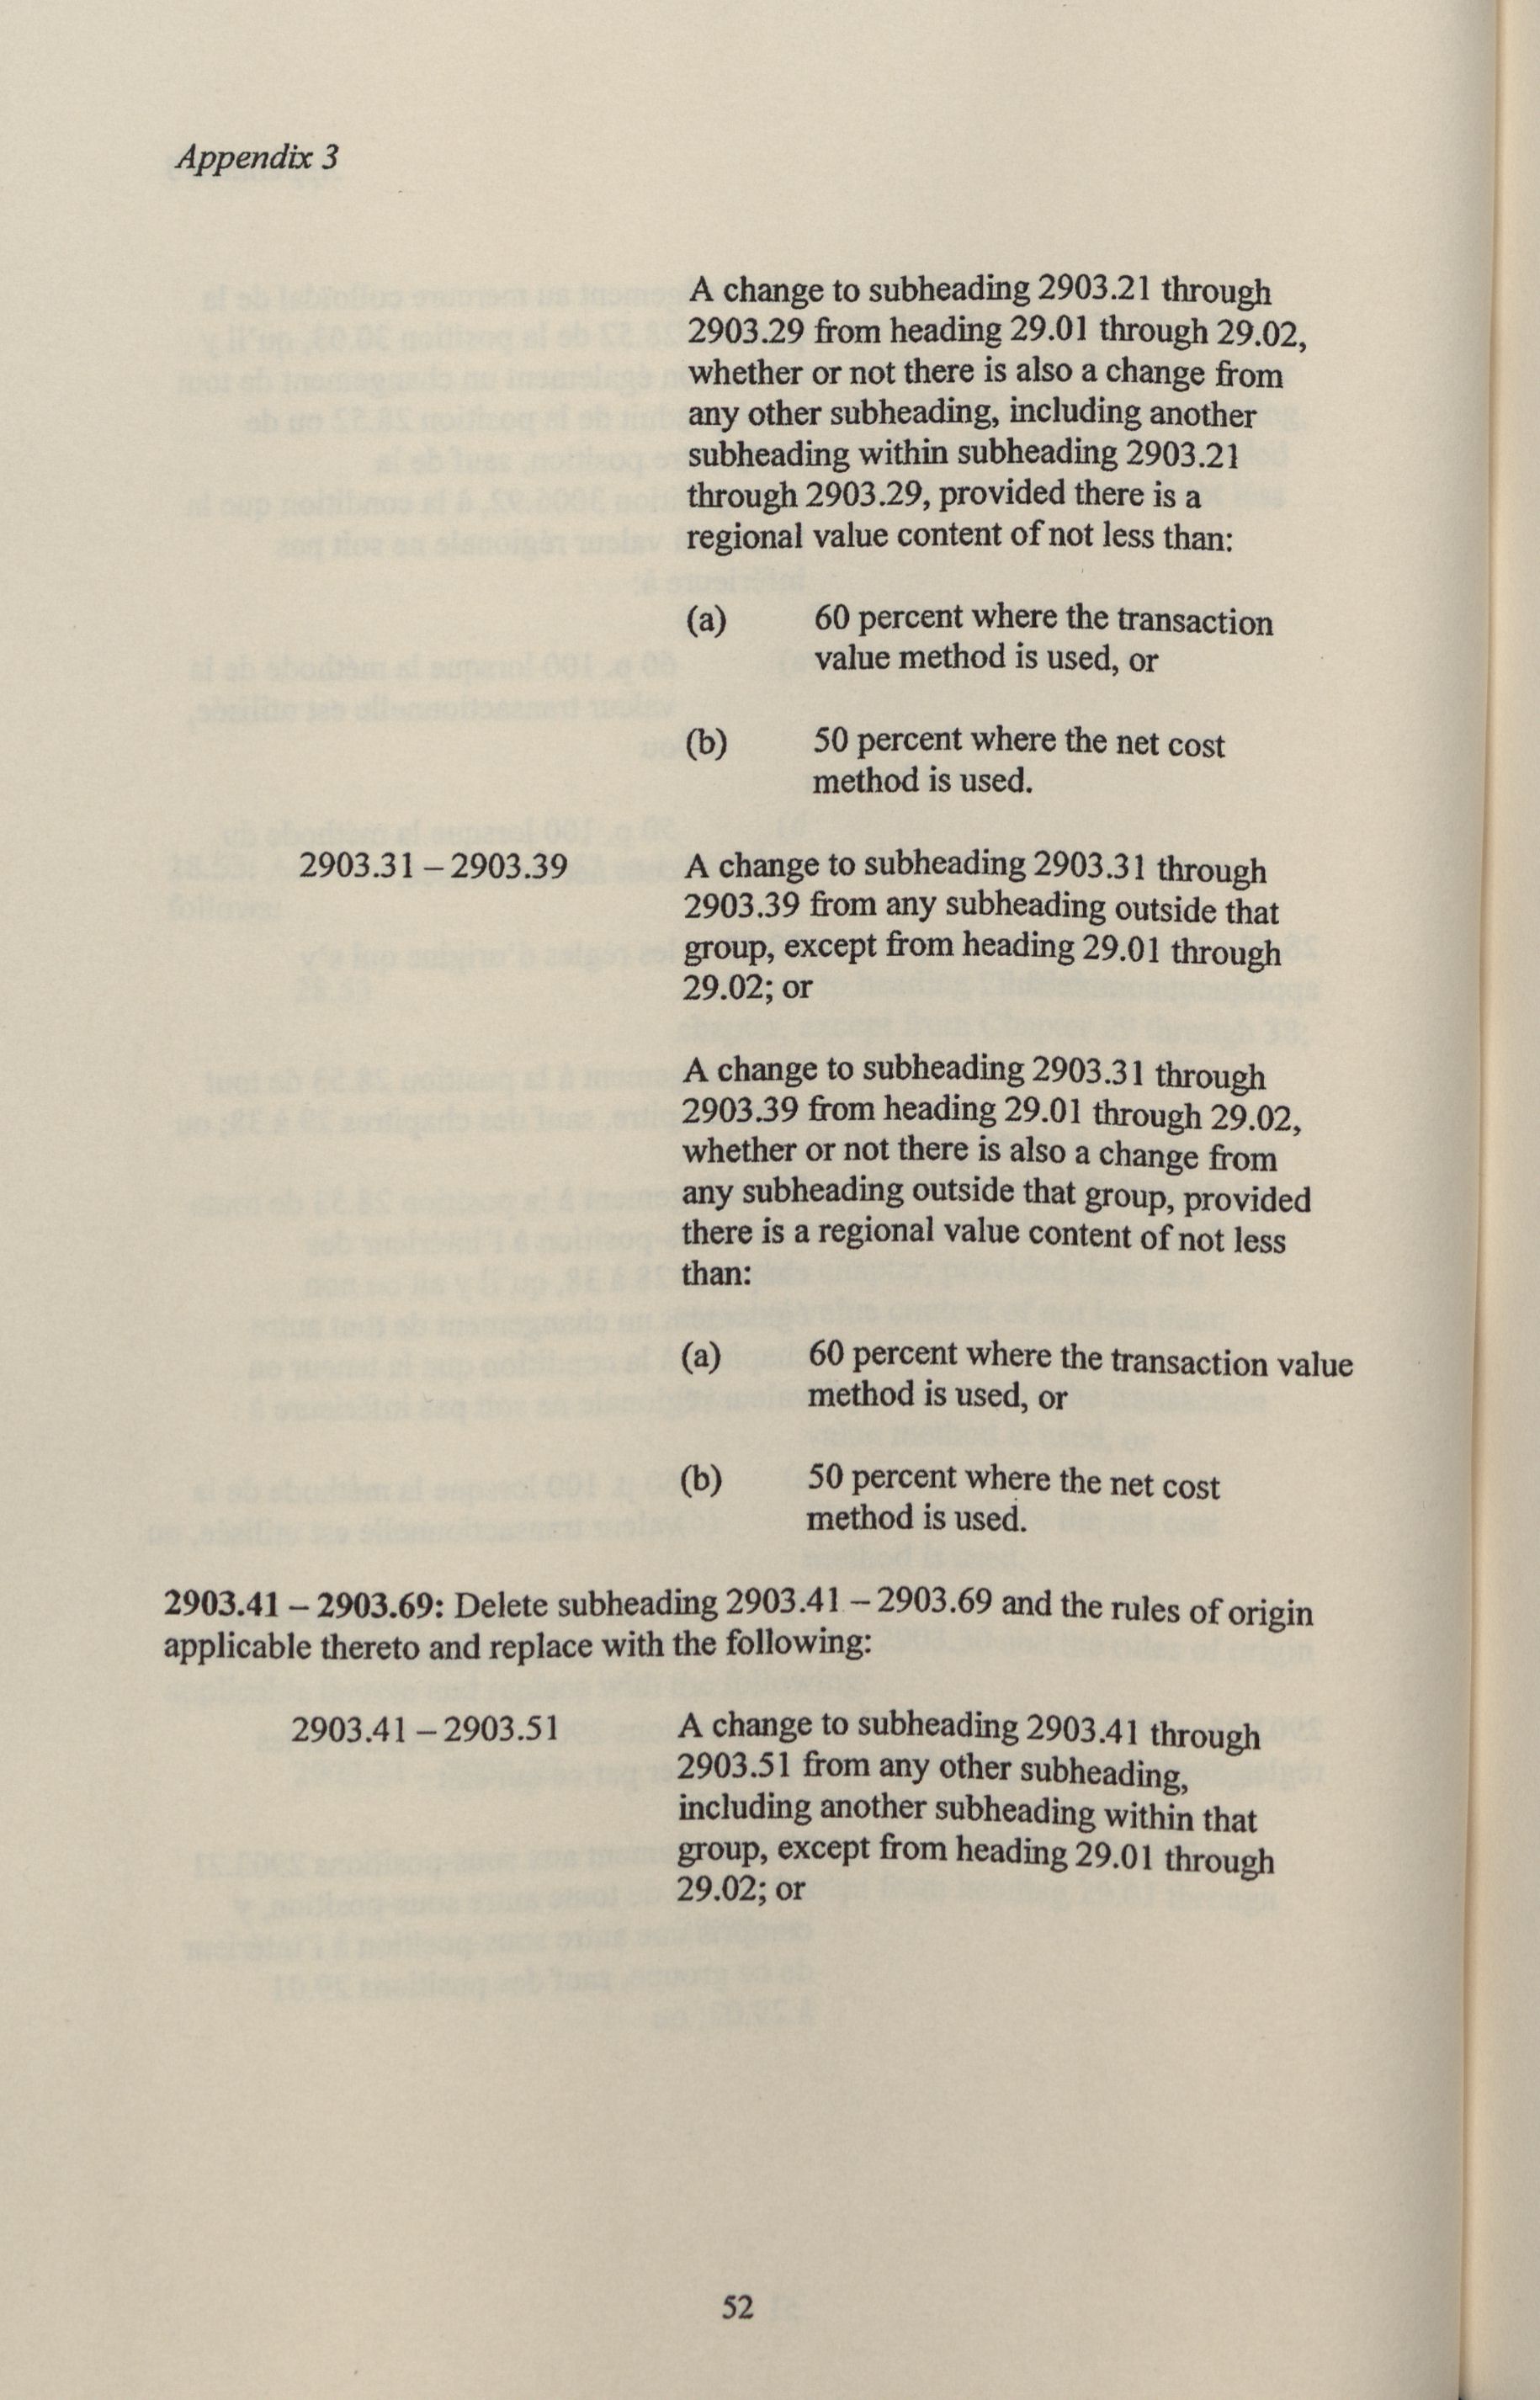 Appendix 3
A change to subheading 2903.21 through
2903.29 from heading 29.01 through 29.02,
whether or not there is also a change from
any other subheading, including another
subheading within subheading 2903.21
through 2903.29, provided there is a
regional value content of not less than:
(a) 60 percent where the transaction
value method is used, or
(b) 50 percent where the net cost
method is used.
2903.31 – 2903.39 A change to subheading 2903.31 through
2903.39 from any subheading outside that
group, except from heading 29.01 through
29.02; or
A change to subheading 2903.31 through
2903.39 from heading 29.01 through 29.02,
whether or not there is also a change from
any subheading outside that group, provided
there is a regional value content of not less
than:
(a) 60 percent where the transaction value
method is used, or
(b) 50 percent where the net cost
method is used.
2903.41 – 2903.69: Delete subheading 2903.41 – 2903.69 and the rules of origin
applicable thereto and replace with the following:
2903.41 – 2903.51 A change to subheading 2903.41 through
2903.51 from any other subheading,
including another subheading within that
group, except from heading 29.01 through
29.02; or
52